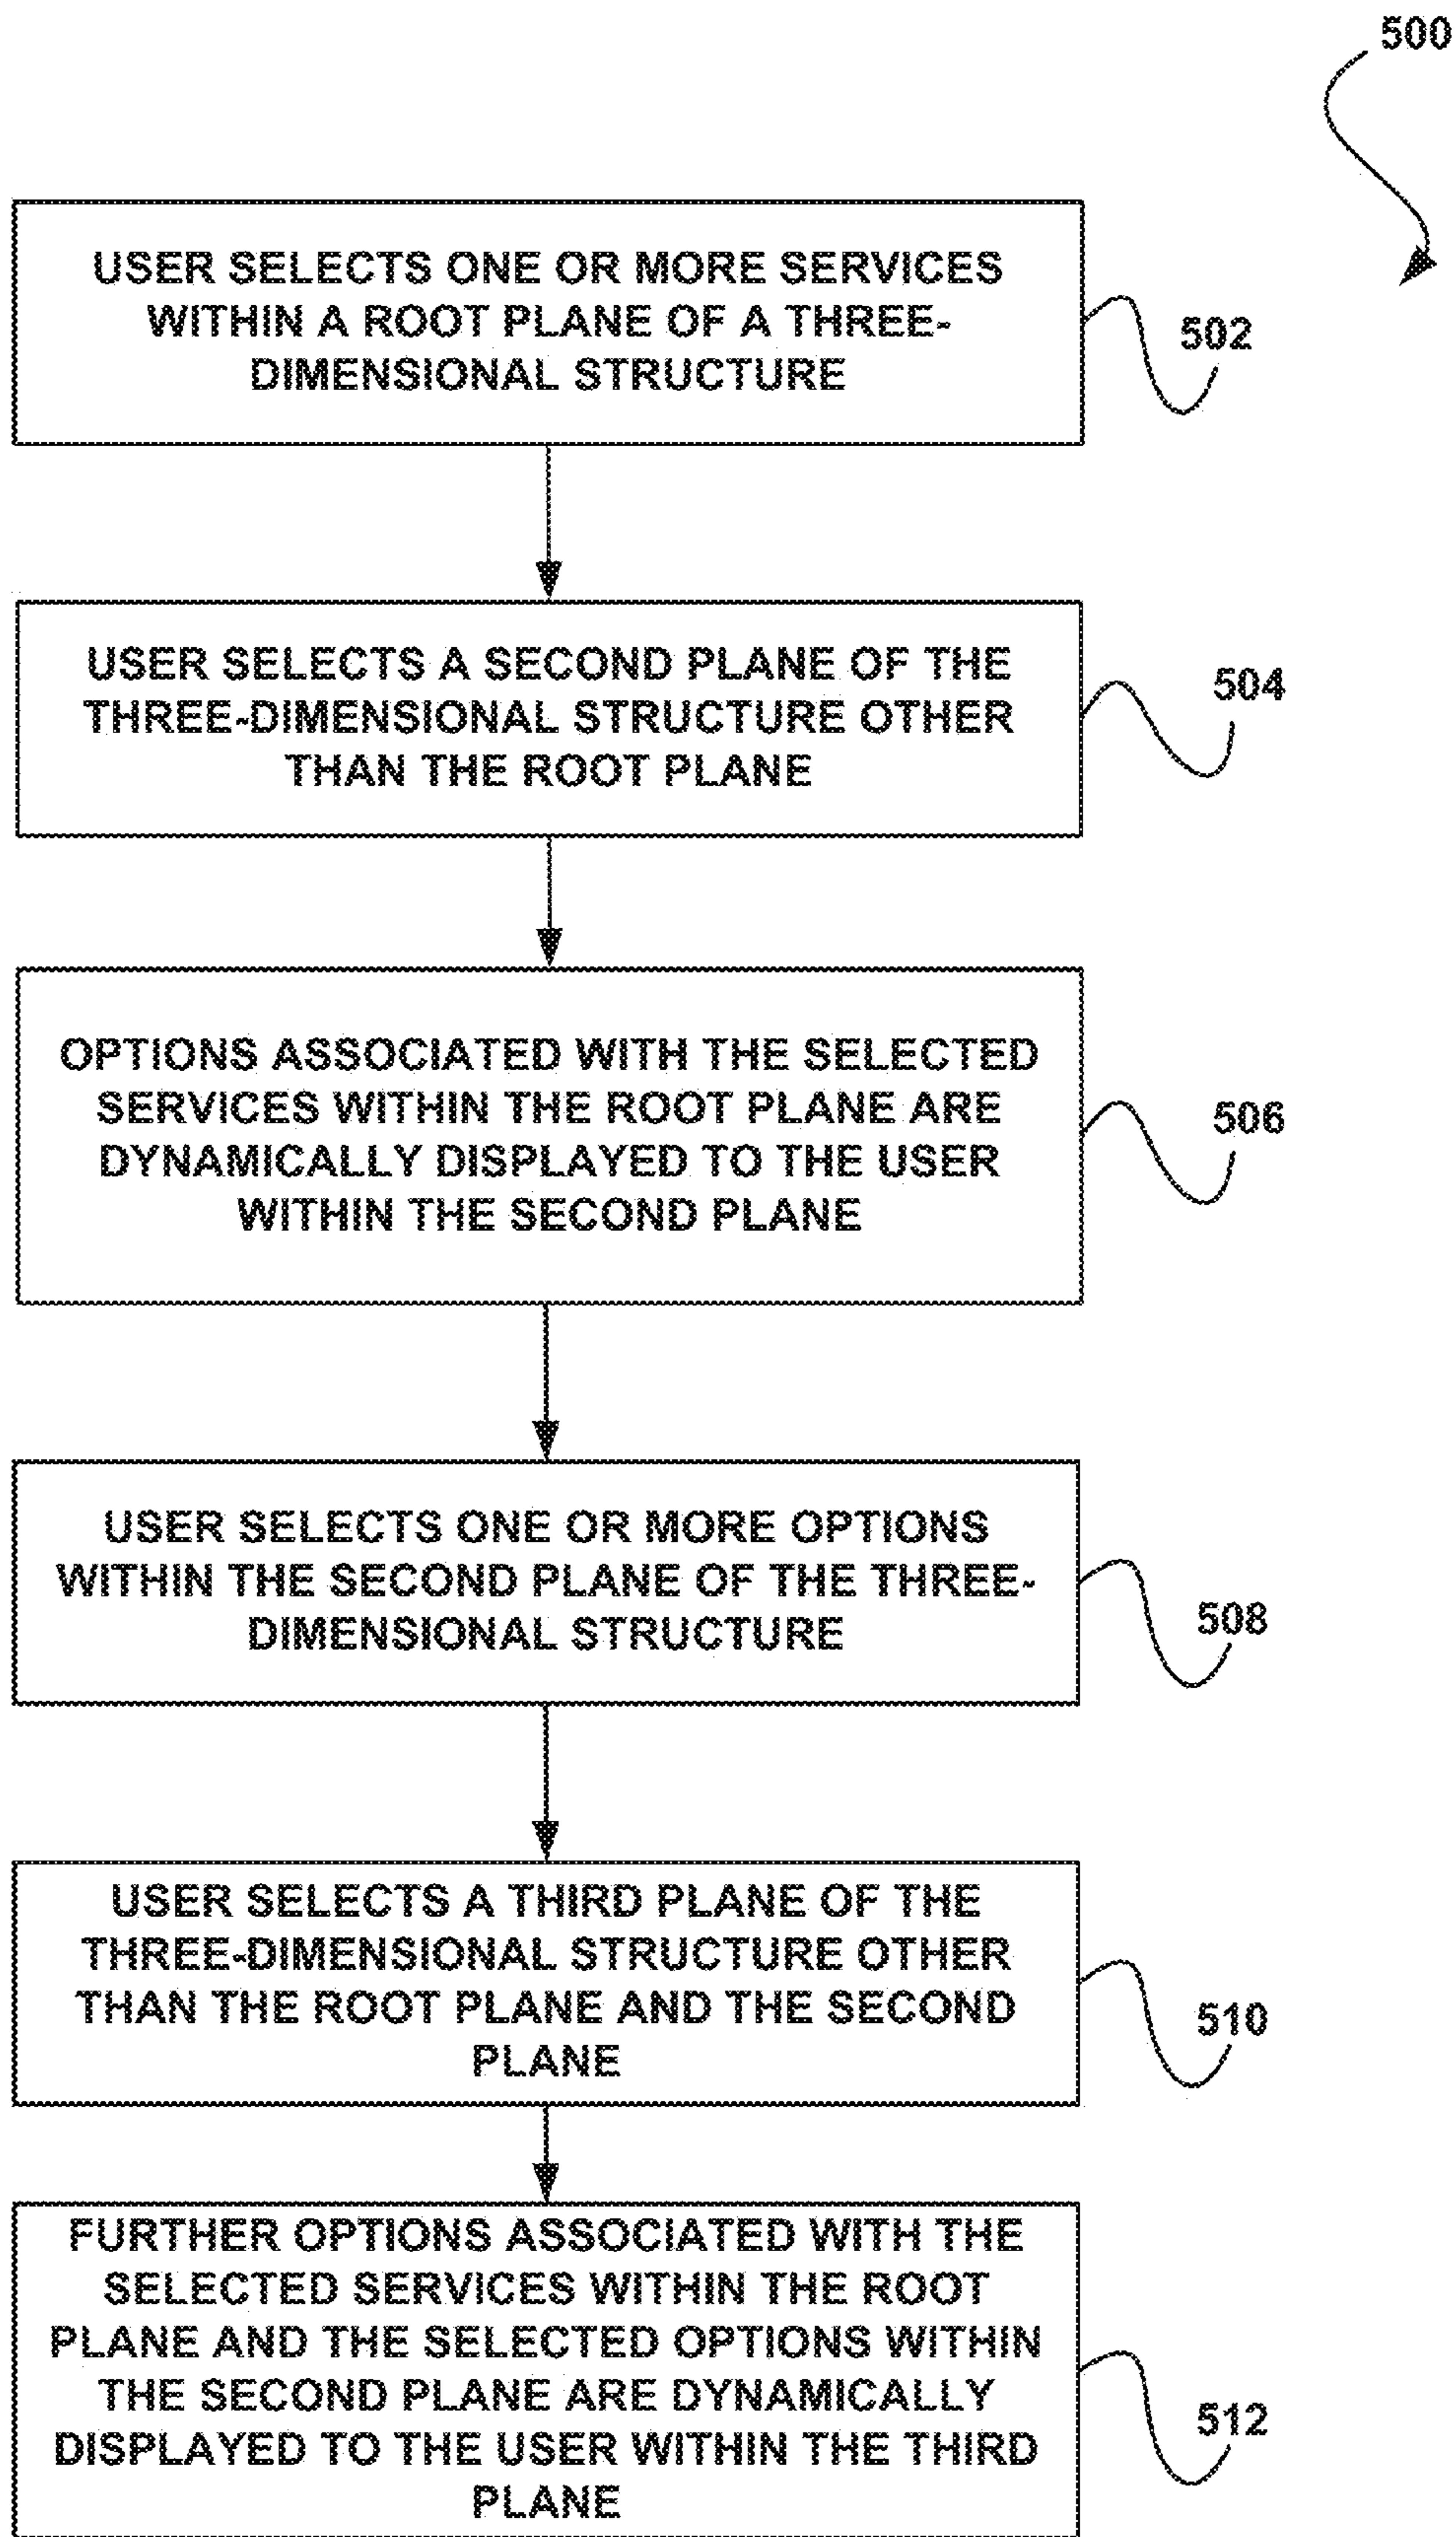 500
USER SELECTS ONE OR MORE SERVICES
WITHIN A ROOT PLANE OF A THREE-
DIMENSIONAL STRUCTURE
502
USER SELECTS A SECOND PLANE OF THE
THREE-DIMENSIONAL STRUCTURE OTHER
THAN THE ROOT PLANE
504
OPTIONS ASSOCIATED WITH THE SELECTED
SERVICES WITHIN THE ROOT PLANE ARE
DYNAMICALLY DISPLAYED TO THE USER
WITHIN THE SECOND PLANE
506
USER SELECTS ONE OR MORE OPTIONS
WITHIN THE SECOND PLANE OF THE THREE-
DIMENSIONAL STRUCTURE
508
USER SELECTS A THIRD PLANE OF THE
THREE-DIMENSIONAL STRUCTURE OTHER
THAN THE ROOT PLANE AND THE SECOND
PLANE
510
FURTHER OPTIONS ASSOCIATED WITH THE
SELECTED SERVICES WITHIN THE ROOT
PLANE AND THE SELECTED OPTIONS WITHIN
THE SECOND PLANE ARE DYNAMICALLY
DISPLAYED TO THE USER WITHIN THE THIRD
PLANE
512